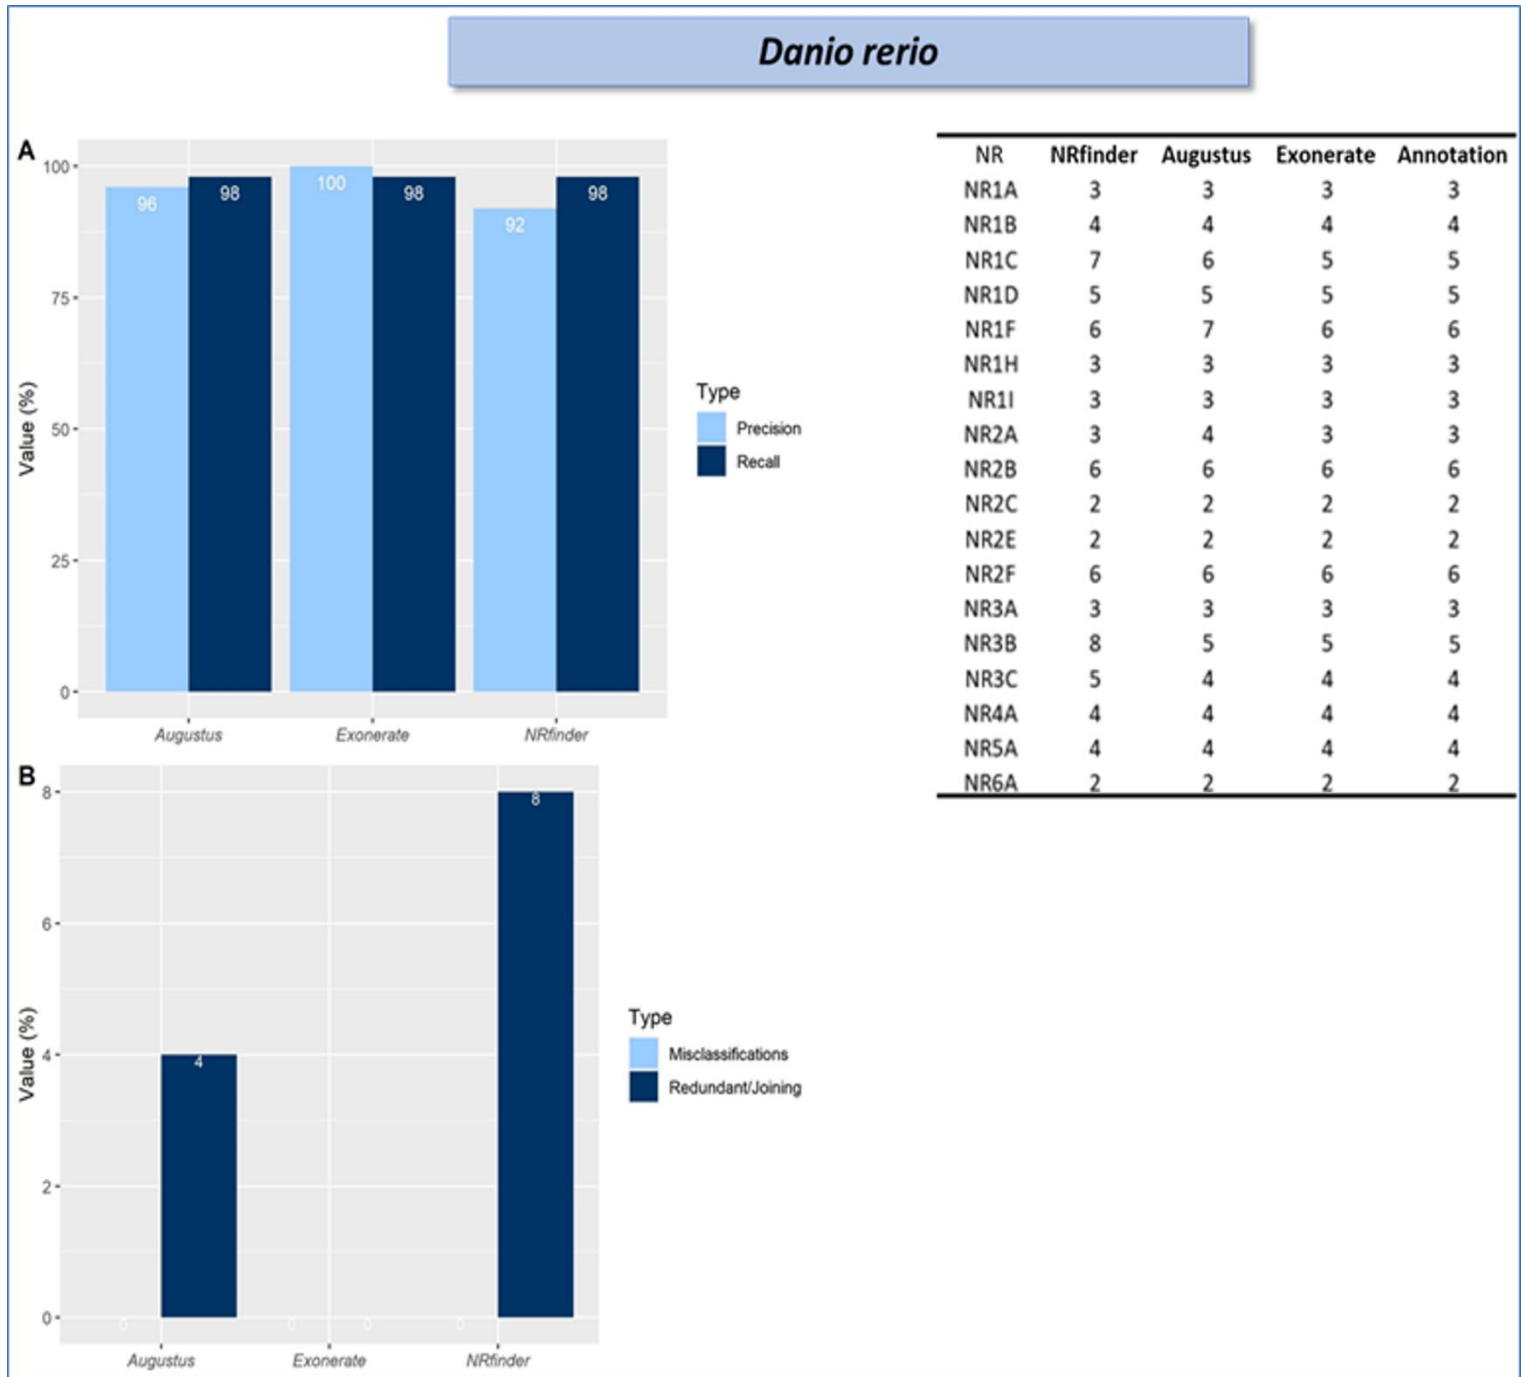 Danio rerio
A
100
75
50
25
0
Value (%)
96
98
100
98
92
98
Augustus Exonerate NRfinder
Type
Precision
Recall
NR NRfinder Augustus Exonerate Annotation
NR1A 3 3 3 3
NR1B 4 4 4 4
NR1C 7 6 5 5
NR1D 5 5 5 5
NR1F 6 7 6 6
NR1H 3 3 3 3
NR1I 3 3 3 3
NR2A 3 4 3 3
NR2B 6 6 6 6
NR2C 2 2 2 2
NR2E 2 2 2 2
NR2F 6 6 6 6
NR3A 3 3 3 3
NR3B 8 5 5 5
NR3C 5 4 4 4
NR4A 4 4 4 4
NR5A 4 4 4 4
NR6A 2 2 2 2
B
8
6
4
2
0
Value (%)
0
4
0
0
0
8
Augustus Exonerate NRfinder
Type
Misclassifications
Redundant/Joining